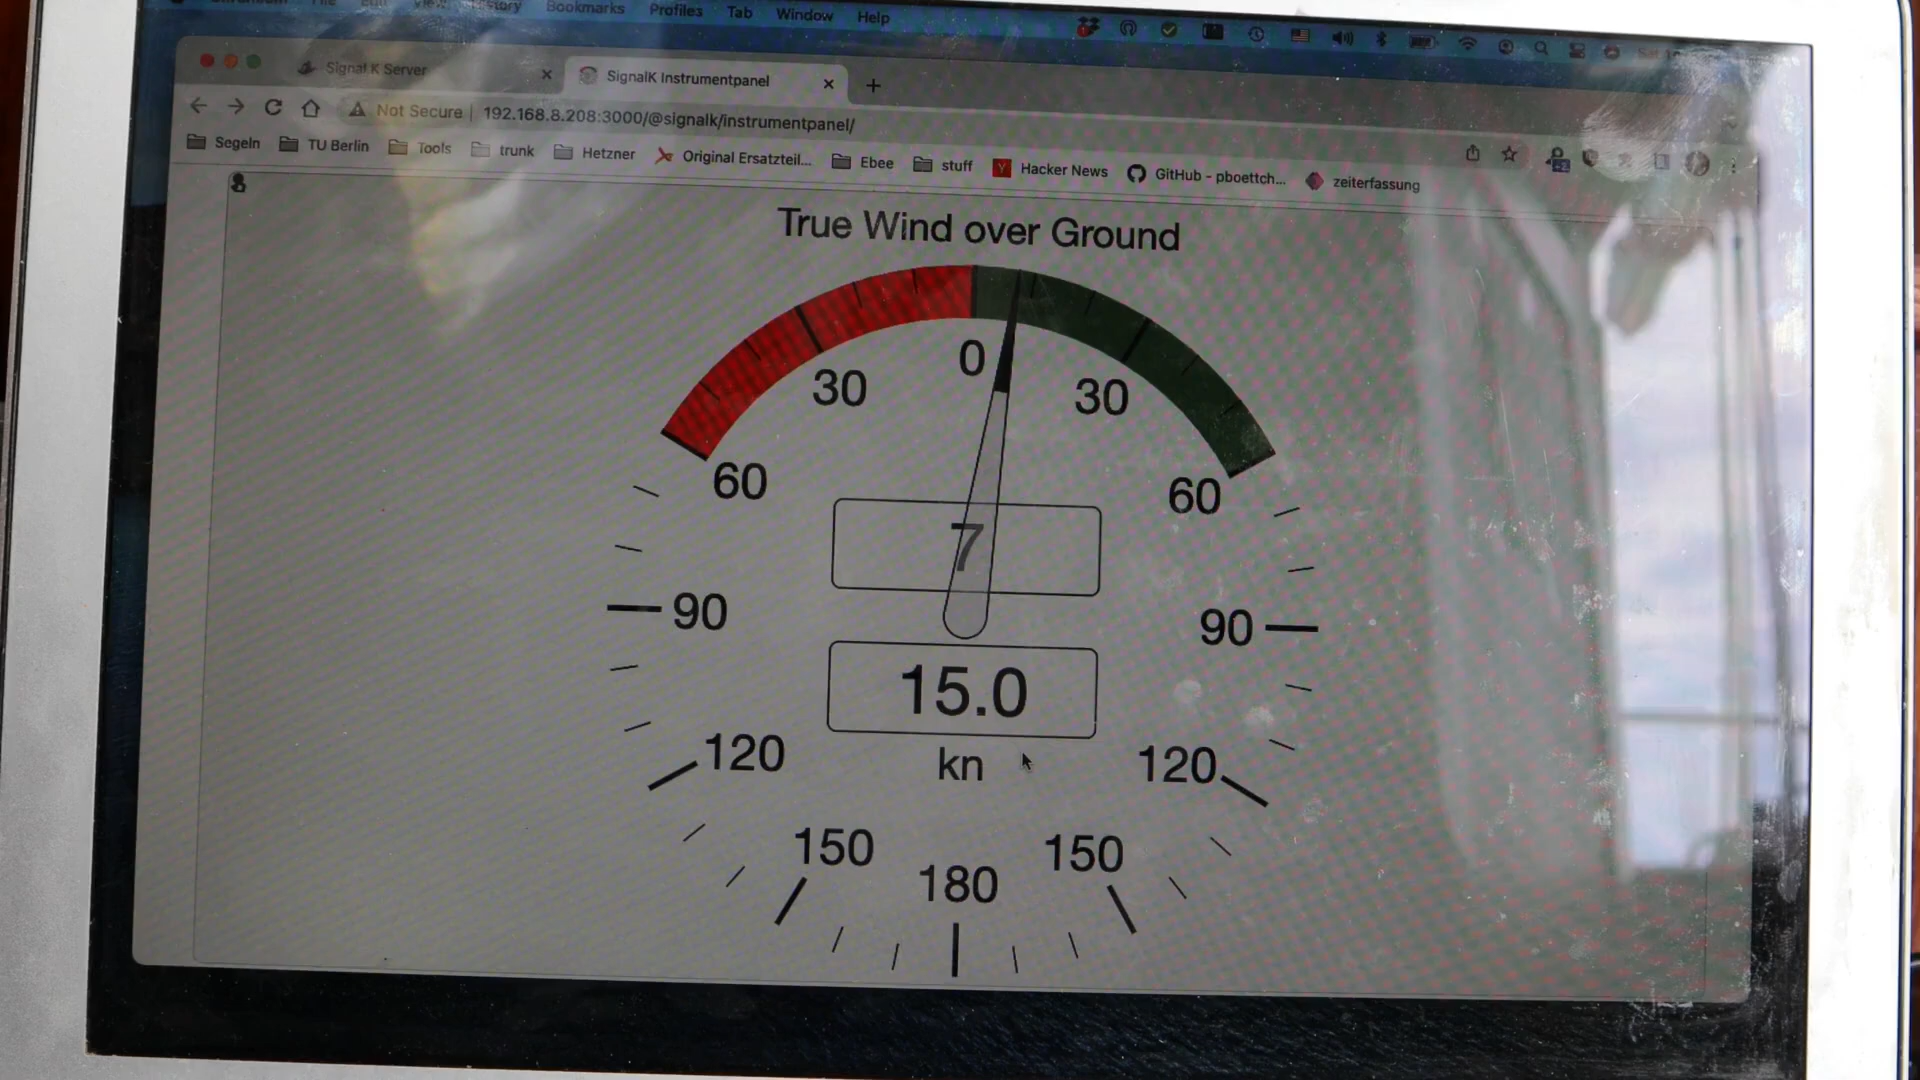 Bookmarks Profiles Tab Window Help
Signal K Server
SignalK Instrumentpanel
Not Secure | 192.168.8.208:3000/@signalk/instrumentpanel/
Segeln TU Berlin Tools trunk Hetzner Original Ersatzteil... Ebee stuff Hacker News GitHub - pboettch... zeiterfassung
True Wind over Ground
0
30 30
60 60
7
90 90
15.0
120 120
kn
150 150
180